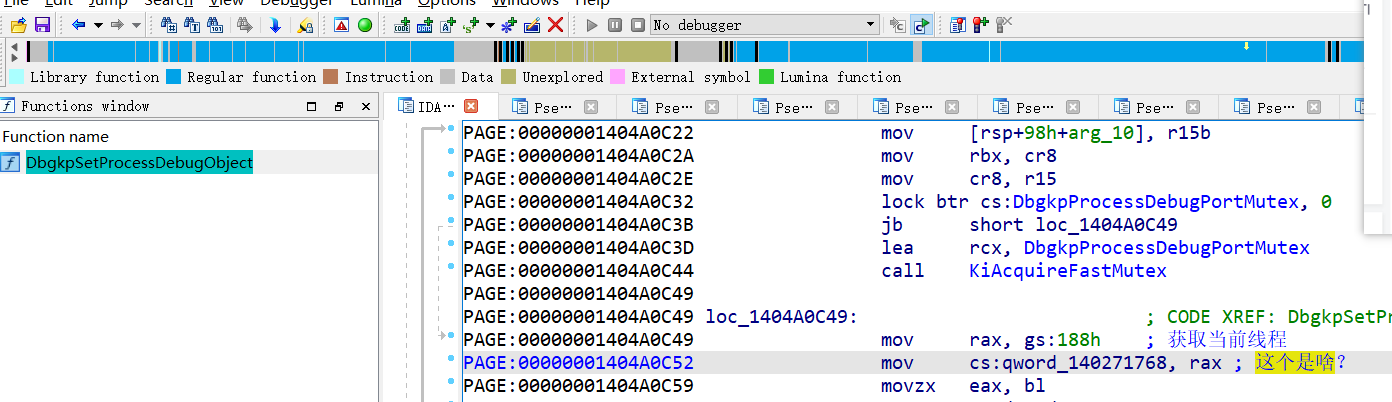 File Edit Jump Search View Debugger Lumina Options Windows Help
No debugger
Library function Regular function Instruction Data Unexplored External symbol Lumina function
Functions window
IDA… Pse… Pse… Pse… Pse… Pse… Pse… Pse…
Function name
DbgkpSetProcessDebugObject
PAGE:00000001404A0C22 mov [rsp+98h+arg_10], r15b
PAGE:00000001404A0C2A mov rbx, cr8
PAGE:00000001404A0C2E mov cr8, r15
PAGE:00000001404A0C32 lock btr cs:DbgkpProcessDebugPortMutex, 0
PAGE:00000001404A0C3B jb short loc_1404A0C49
PAGE:00000001404A0C3D lea rcx, DbgkpProcessDebugPortMutex
PAGE:00000001404A0C44 call KiAcquireFastMutex
PAGE:00000001404A0C49
PAGE:00000001404A0C49 loc_1404A0C49: ; CODE XREF: DbgkpSetPr
PAGE:00000001404A0C49 mov rax, gs:188h ; 获取当前线程
PAGE:00000001404A0C52 mov cs:qword_140271768, rax ; 这个是啥?
PAGE:00000001404A0C59 movzx eax, bl